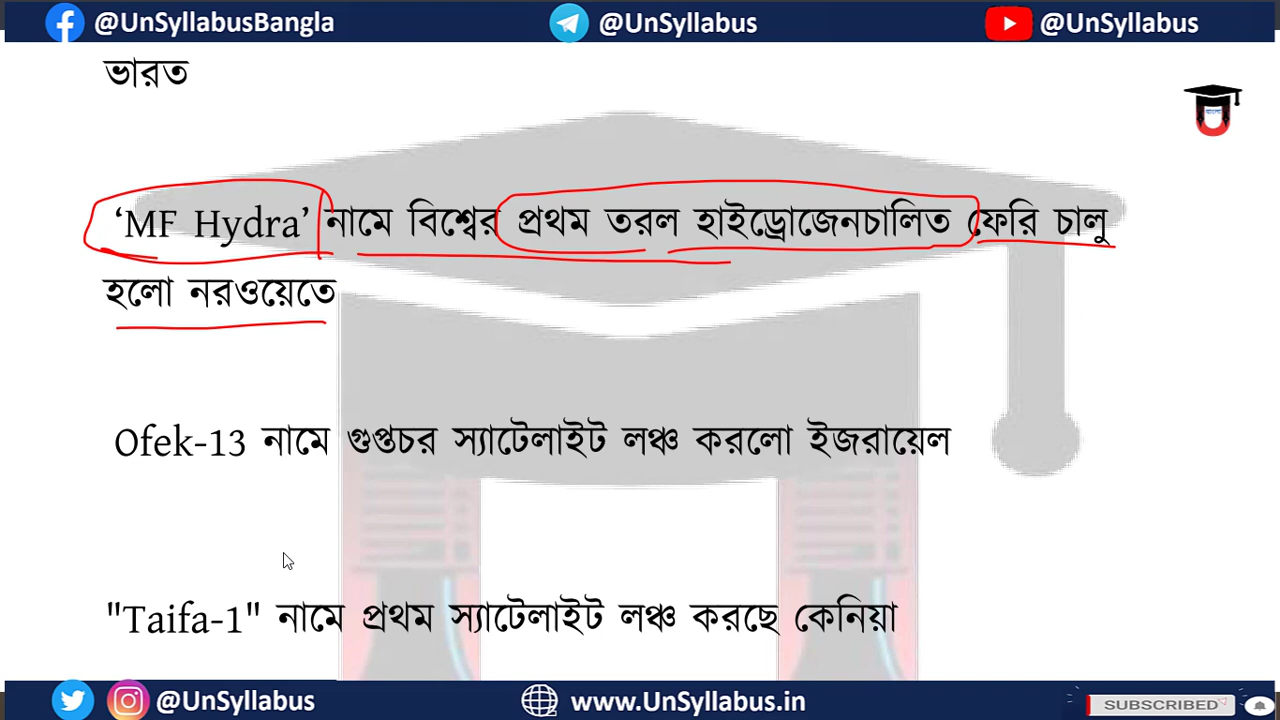 @UnSyllabusBangla @UnSyllabus @UnSyllabus
ভারত
‘MF Hydra’ নামে বিশ্বের প্রথম তরল হাইড্রোজেনচালিত ফেরি চালু
হলো নরওয়েতে
Ofek-13 নামে গুপ্তচর স্যাটেলাইট লঞ্চ করলো ইজরায়েল
"Taifa-1" নামে প্রথম স্যাটেলাইট লঞ্চ করছে কেনিয়া
@UnSyllabus www.UnSyllabus.in SUBSCRIBED